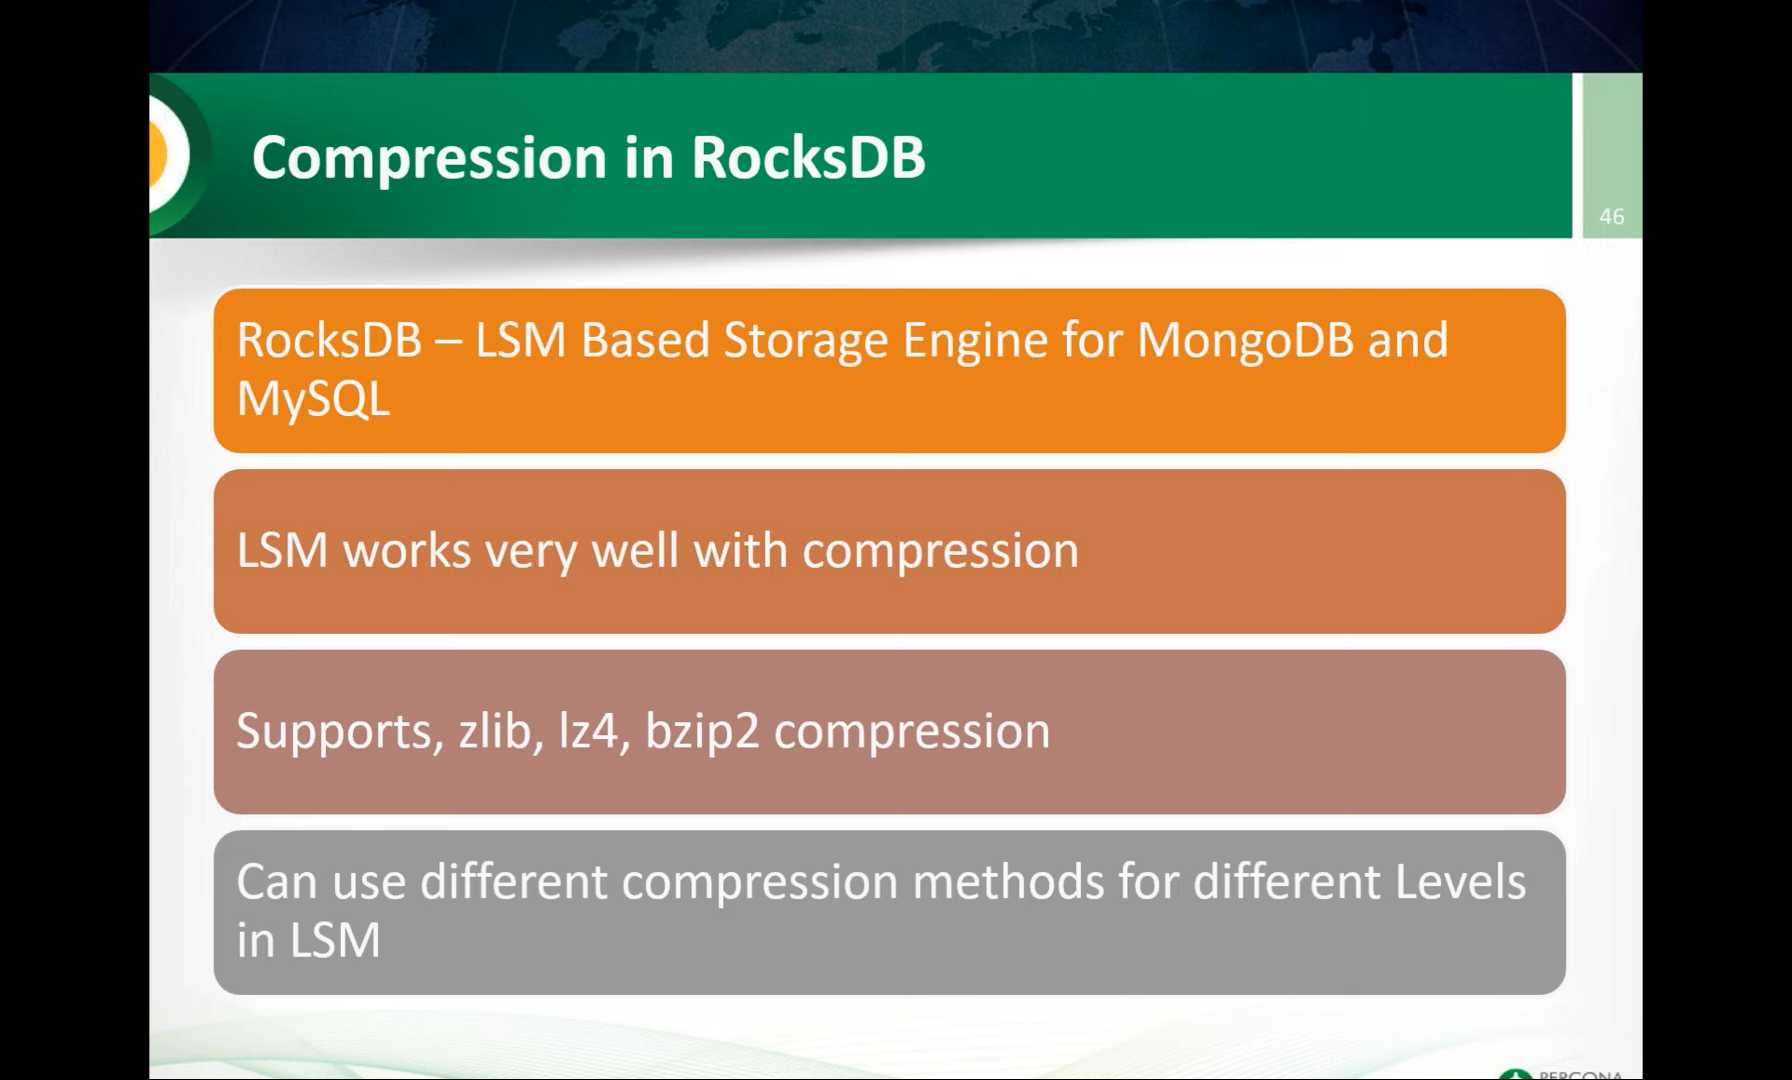 Compression in RocksDB
46
RocksDB – LSM Based Storage Engine for MongoDB and
MySQL
LSM works very well with compression
Supports, zlib, lz4, bzip2 compression
Can use different compression methods for different Levels
in LSM
PERCONA